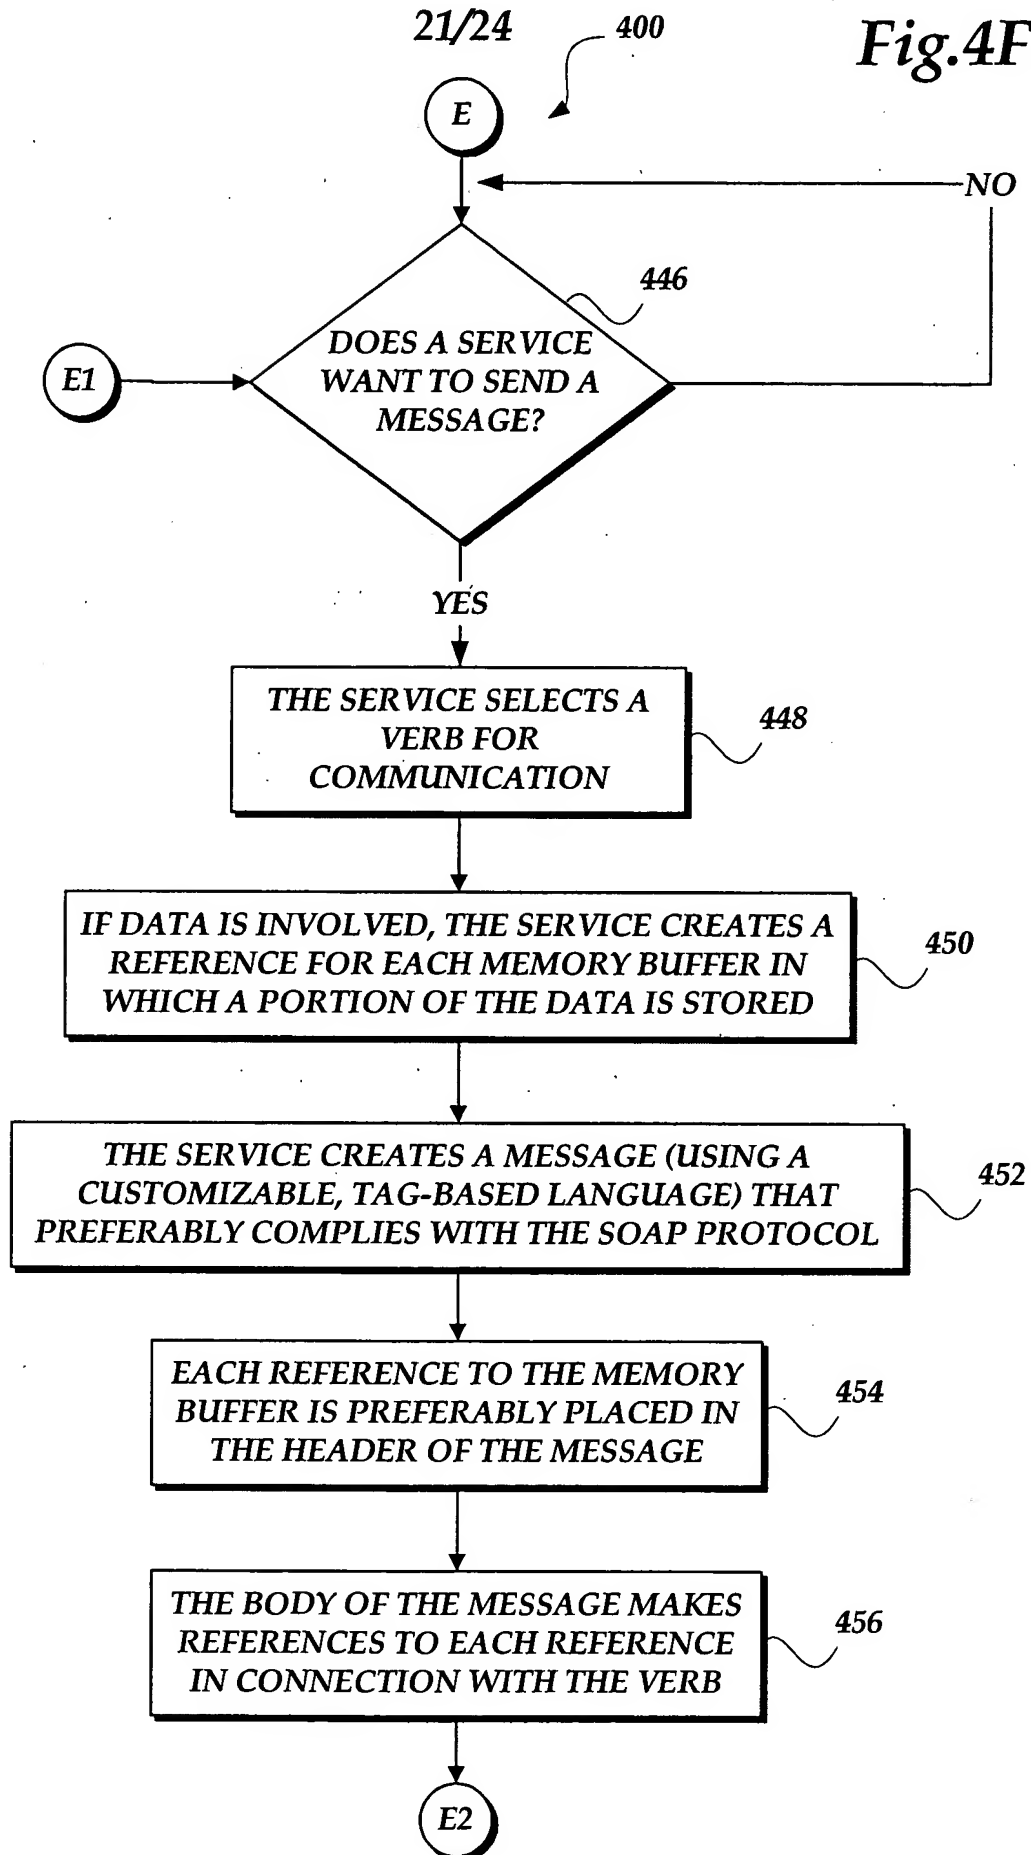 21/24
400
Fig.4F
E
NO
446
E1
DOES A SERVICE
WANT TO SEND A
MESSAGE?
YES
THE SERVICE SELECTS A
VERB FOR
COMMUNICATION
448
IF DATA IS INVOLVED, THE SERVICE CREATES A
REFERENCE FOR EACH MEMORY BUFFER IN
WHICH A PORTION OF THE DATA IS STORED
450
THE SERVICE CREATES A MESSAGE (USING A
CUSTOMIZABLE, TAG-BASED LANGUAGE) THAT
PREFERABLY COMPLIES WITH THE SOAP PROTOCOL
452
EACH REFERENCE TO THE MEMORY
BUFFER IS PREFERABLY PLACED IN
THE HEADER OF THE MESSAGE
454
THE BODY OF THE MESSAGE MAKES
REFERENCES TO EACH REFERENCE
IN CONNECTION WITH THE VERB
456
E2